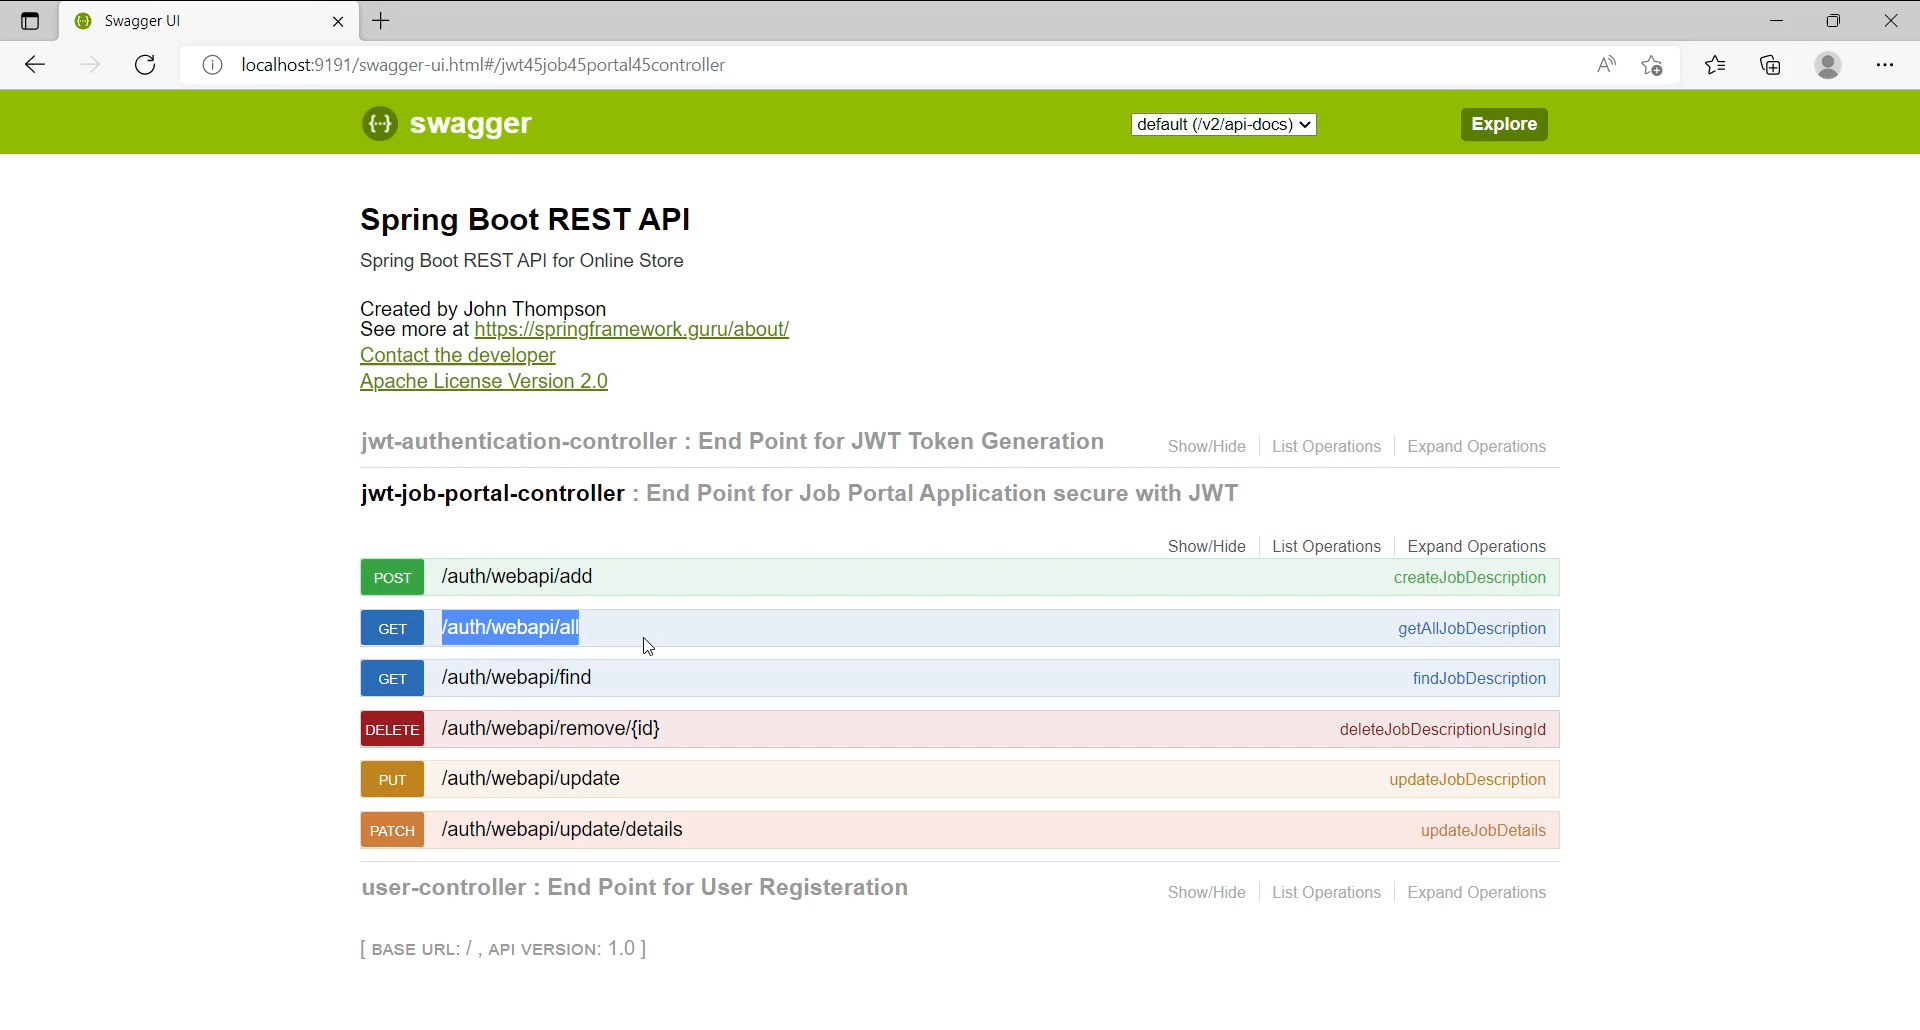 Swagger UI
localhost:9191/swagger-ui.html#/jwt45job45portal45controller
swagger
default (/v2/api-docs)
Explore
Spring Boot REST API
Spring Boot REST API for Online Store
Created by John Thompson
See more at https://springframework.guru/about/
Contact the developer
Apache License Version 2.0
jwt-authentication-controller : End Point for JWT Token Generation Show/Hide List Operations Expand Operations
jwt-job-portal-controller : End Point for Job Portal Application secure with JWT
Show/Hide List Operations Expand Operations
POST /auth/webapi/add createJobDescription
GET /auth/webapi/all getAllJobDescription
GET /auth/webapi/find findJobDescription
DELETE /auth/webapi/remove/{id} deleteJobDescriptionUsingId
PUT /auth/webapi/update updateJobDescription
PATCH /auth/webapi/update/details updateJobDetails
user-controller : End Point for User Registeration Show/Hide List Operations Expand Operations
[ BASE URL: / , API VERSION: 1.0 ]